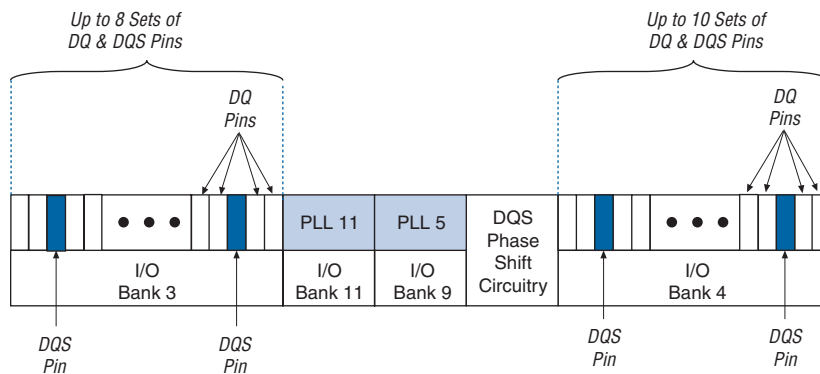 Up to 8 Sets of
DQ & DQS Pins
Up to 10 Sets of
DQ & DQS Pins
DQ
Pins
DQ
Pins
PLL 11
PLL 5
DQS
Phase
Shift
Circuitry
I/O
Bank 3
I/O
Bank 11
I/O
Bank 9
I/O
Bank 4
DQS
Pin
DQS
Pin
DQS
Pin
DQS
Pin